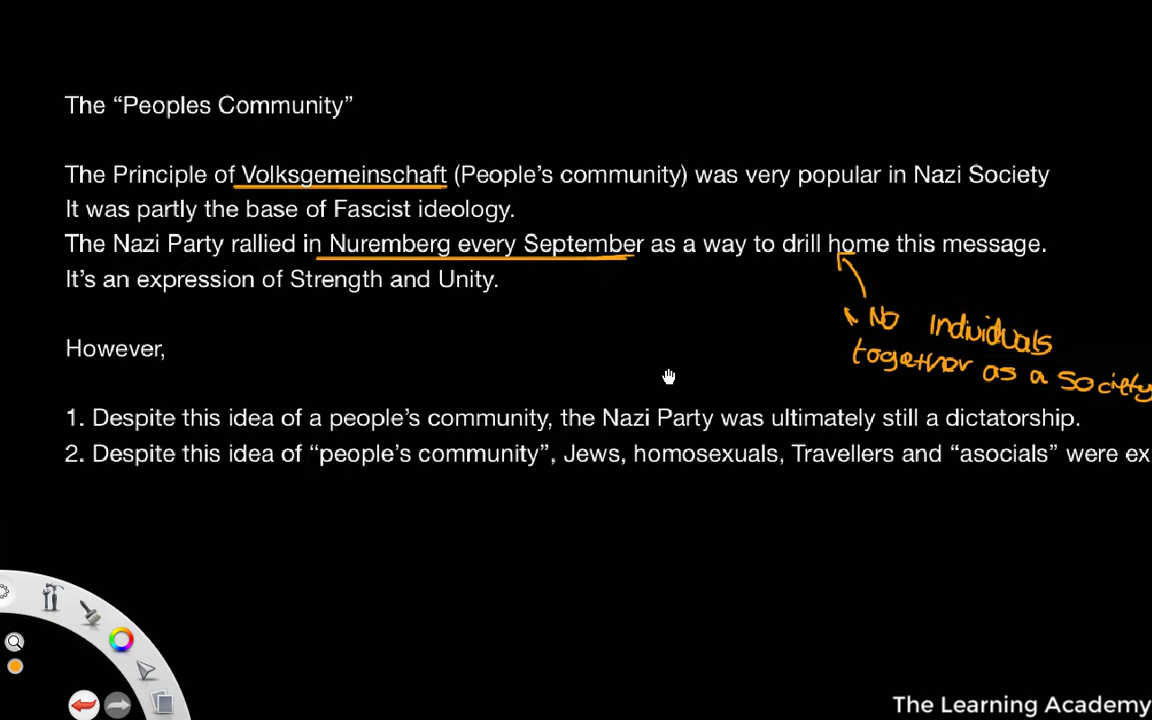 The “Peoples Community”
The Principle of Volksgemeinschaft (People’s community) was very popular in Nazi Society
It was partly the base of Fascist ideology.
The Nazi Party rallied in Nuremberg every September as a way to drill home this message.
It’s an expression of Strength and Unity.
No individuals
together as a society
However,
1. Despite this idea of a people’s community, the Nazi Party was ultimately still a dictatorship.
2. Despite this idea of “people’s community”, Jews, homosexuals, Travellers and “asocials” were ex
The Learning Academy